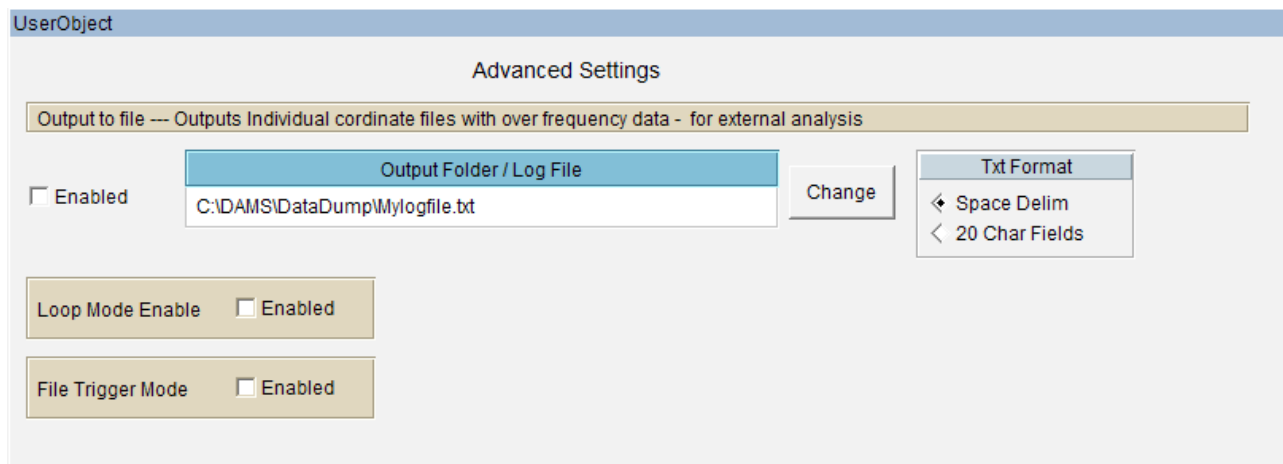 UserObject
Advanced Settings
Output to file --- Outputs Individual cordinate files with over frequency data - for external analysis
Enabled
Output Folder / Log File
C:\DAMS\DataDump\Mylogfile.txt
Change
Txt Format
Space Delim
20 Char Fields
Loop Mode Enable Enabled
File Trigger Mode Enabled